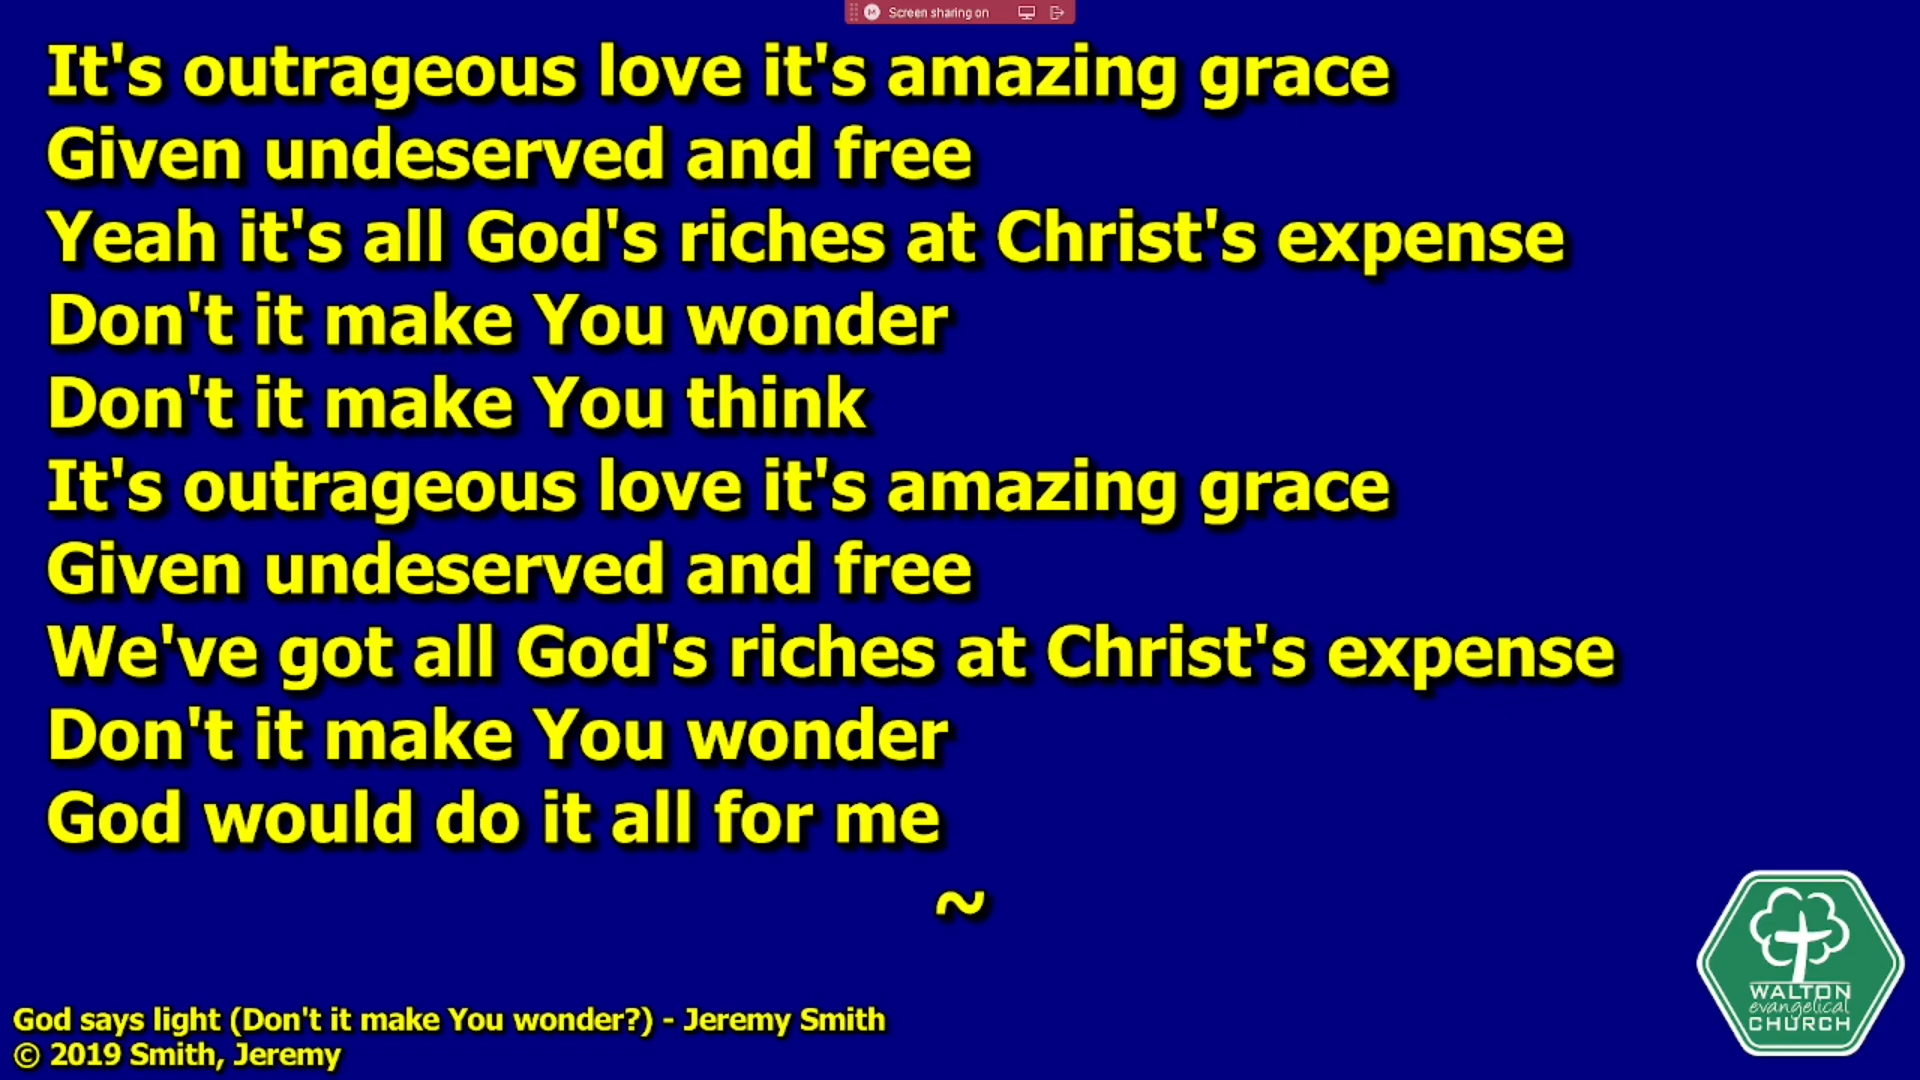 Screen sharing on
It's outrageous love it's amazing grace
Given undeserved and free
Yeah it's all God's riches at Christ's expense
Don't it make You wonder
Don't it make You think
It's outrageous love it's amazing grace
Given undeserved and free
We've got all God's riches at Christ's expense
Don't it make You wonder
God would do it all for me
~
God says light (Don't it make You wonder?) - Jeremy Smith
© 2019 Smith, Jeremy
WALTON
evangelical
CHURCH